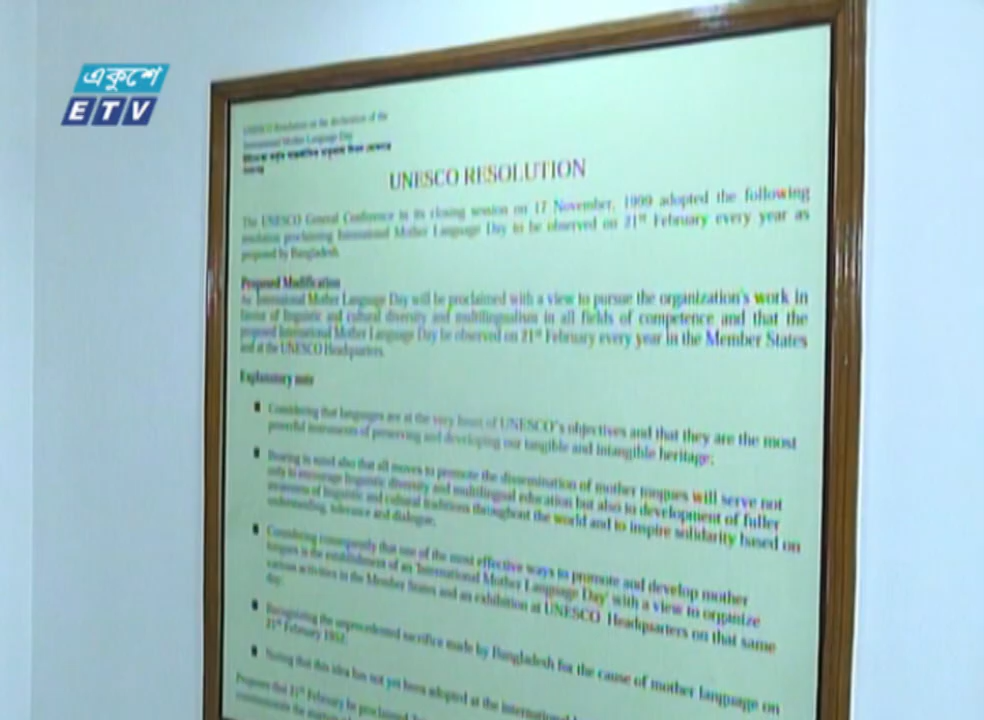 একুশে
ETV
UNESCO Resolution on the declaration of the
International Mother Language Day
UNESCO RESOLUTION
The UNESCO General Conference in its closing session on 17 November, 1999 adopted the following
resolution proclaiming International Mother Language Day to be observed on 21st February every year as
proposed by Bangladesh.
Proposed Modification
An International Mother Language Day will be proclaimed with a view to pursue the organization's work in
favour of linguistic and cultural diversity and multilingualism in all fields of competence and that the
proposed International Mother Language Day be observed on 21st February every year in the Member States
and at the UNESCO Headquarters.
Explanatory note
Considering that languages are at the very heart of UNESCO's objectives and that they are the most
powerful instruments of preserving and developing our tangible and intangible heritage;
Bearing in mind also that all moves to promote the dissemination of mother tongues will serve not
only to encourage linguistic diversity and multilingual education but also to development of fuller
awareness of linguistic and cultural traditions throughout the world and to inspire solidarity based on
understanding, tolerance and dialogue;
Considering consequently that one of the most effective ways to promote and develop mother
tongues is the establishment of an 'International Mother Language Day' with a view to organize
various activities in the Member States and an exhibition at UNESCO Headquarters on that same
day;
Recognizing the unprecedented sacrifice made by Bangladesh for the cause of mother language on
21st February 1952;
Noting that this idea has not yet been adopted at the international
Proposes that 21st February be proclaimed